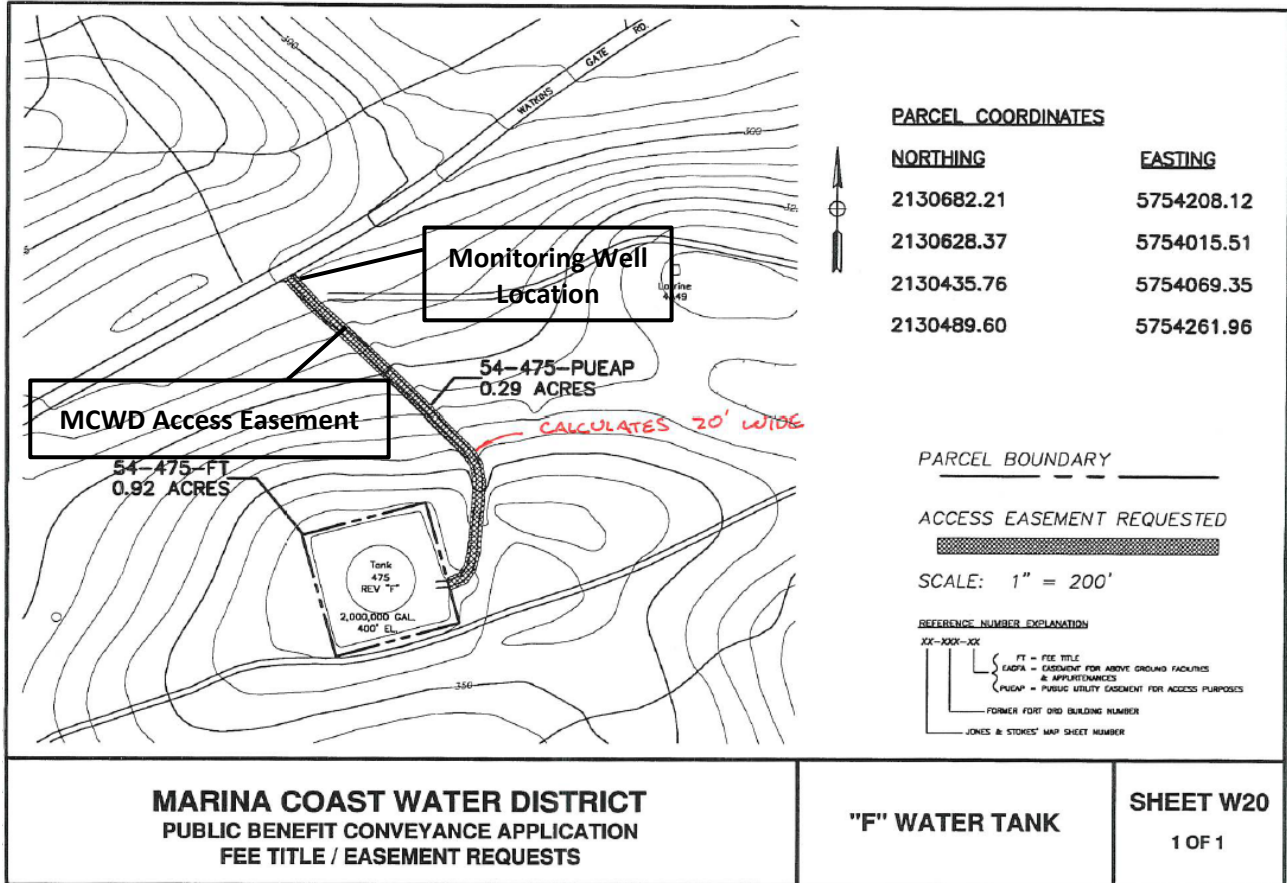 300
WATKINS GATE RD.
300
32
PARCEL COORDINATES
NORTHING EASTING
2130682.21 5754208.12
2130628.37 5754015.51
2130435.76 5754069.35
2130489.60 5754261.96
Monitoring Well
Location
MCWD Access Easement
54-475-PUEAP
0.29 ACRES
CALCULATES 20' WIDE
54-475-FT
0.92 ACRES
Tank
475
REV "F"
2,000,000 GAL.
400' EL.
350
PARCEL BOUNDARY
ACCESS EASEMENT REQUESTED
SCALE: 1" = 200'
REFERENCE NUMBER EXPLANATION
XX-XXX-XX
FT = FEE TITLE
EAGFA = EASEMENT FOR ABOVE GROUND FACILITIES
& APPURTENANCES
PUEAP = PUBLIC UTILITY EASEMENT FOR ACCESS PURPOSES
FORMER FORT ORD BUILDING NUMBER
JONES & STOKES' MAP SHEET NUMBER
MARINA COAST WATER DISTRICT
PUBLIC BENEFIT CONVEYANCE APPLICATION
FEE TITLE / EASEMENT REQUESTS
"F" WATER TANK
SHEET W20
1 OF 1